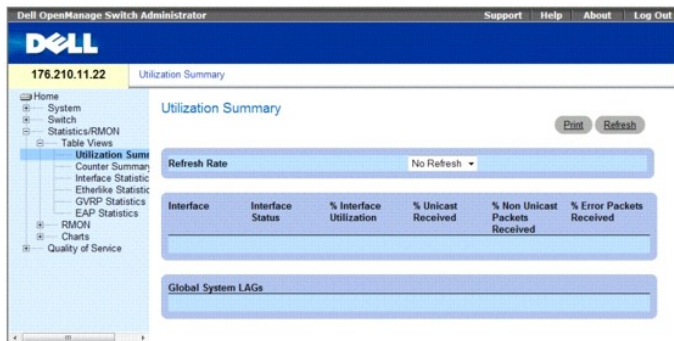 Dell OpenManage Switch Administrator Support Help About Log Out
DELL
176.210.11.22 Utilization Summary
Home
System
Switch
Statistics/RMON
Table Views
Utilization Summ
Counter Summary
Interface Statistic
Etherlike Statistic
GVRP Statistics
EAP Statistics
RMON
Charts
Quality of Service
Utilization Summary
Print Refresh
Refresh Rate No Refresh
Interface Interface Status % Interface Utilization % Unicast Received % Non Unicast Packets Received % Error Packets Received
Global System LAGs